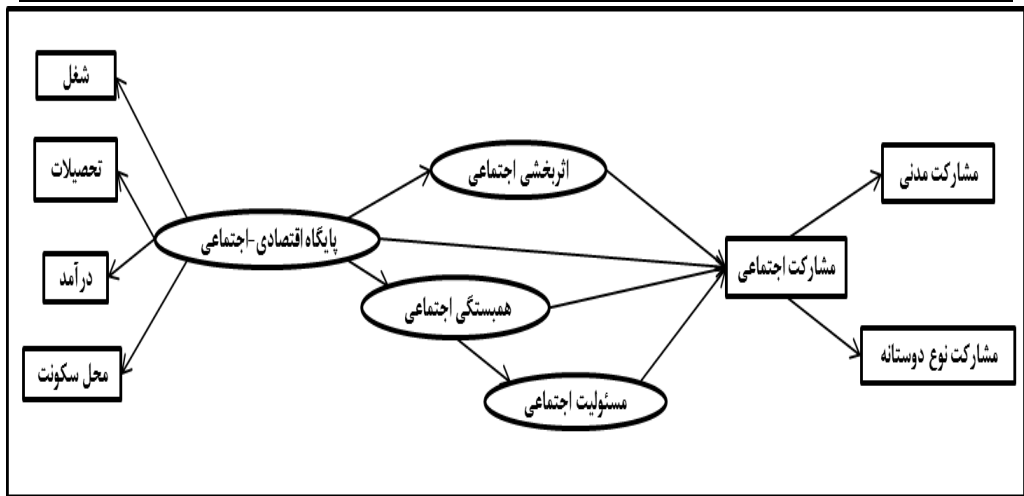 شغل
تحصیلات
درآمد
محل سکونت
پایگاه اقتصادی-اجتماعی
اثربخشی اجتماعی
همبستگی اجتماعی
مسئولیت اجتماعی
مشارکت اجتماعی
مشارکت مدنی
مشارکت نوع دوستانه